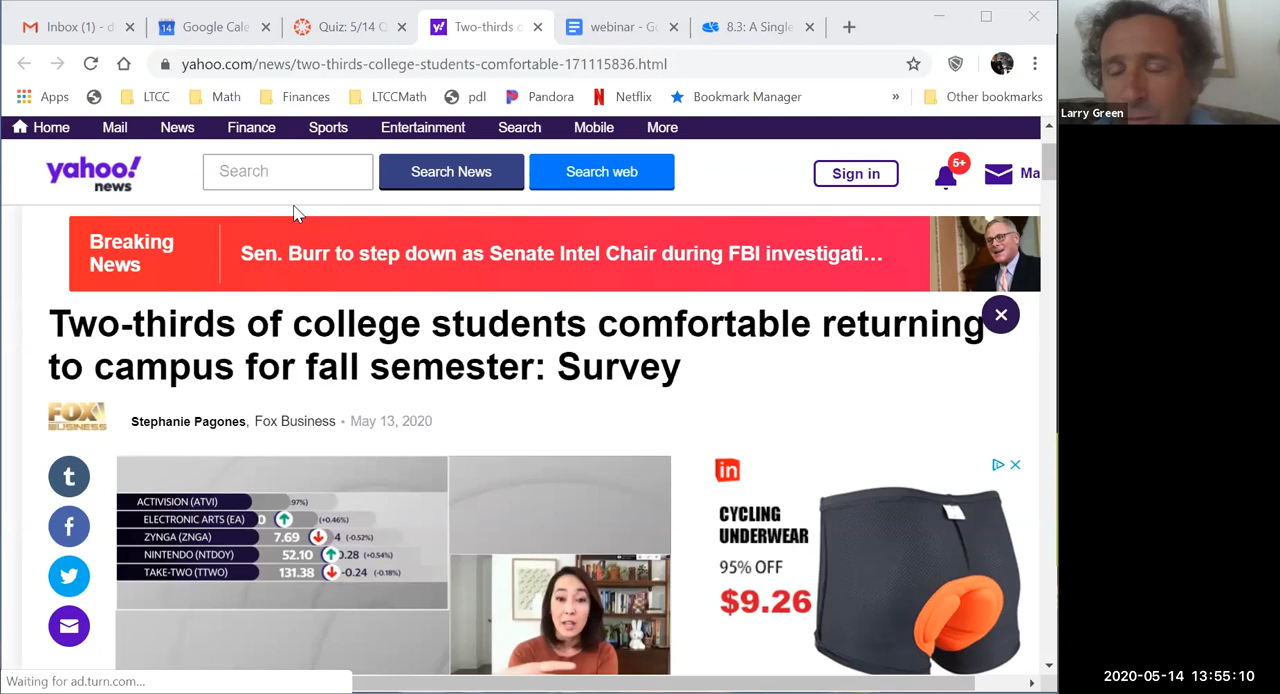 Inbox (1) - d
Google Cale
Quiz: 5/14 Q
Two-thirds c
webinar - Go
8.3: A Single
yahoo.com/news/two-thirds-college-students-comfortable-171115836.html
Apps
LTCC
Math
Finances
LTCCMath
pdl
Pandora
Netflix
Bookmark Manager
»
Other bookmarks
Larry Green
Home Mail News Finance Sports Entertainment Search Mobile More
yahoo!
news
Search
Search News
Search web
Sign in
5+
Ma
Breaking
News
Sen. Burr to step down as Senate Intel Chair during FBI investigati...
Two-thirds of college students comfortable returning
to campus for fall semester: Survey
FOX
BUSINESS
Stephanie Pagones, Fox Business • May 13, 2020
ACTIVISION (ATVI) 97%)
ELECTRONIC ARTS (EA) 0 (+0.46%)
ZYNGA (ZNGA) 7.69 4 (-0.52%)
NINTENDO (NTDOY) 52.10 0.28 (+0.54%)
TAKE-TWO (TTWO) 131.38 -0.24 (-0.18%)
in
CYCLING
UNDERWEAR
95% OFF
$9.26
Waiting for ad.turn.com...
2020-05-14 13:55:10